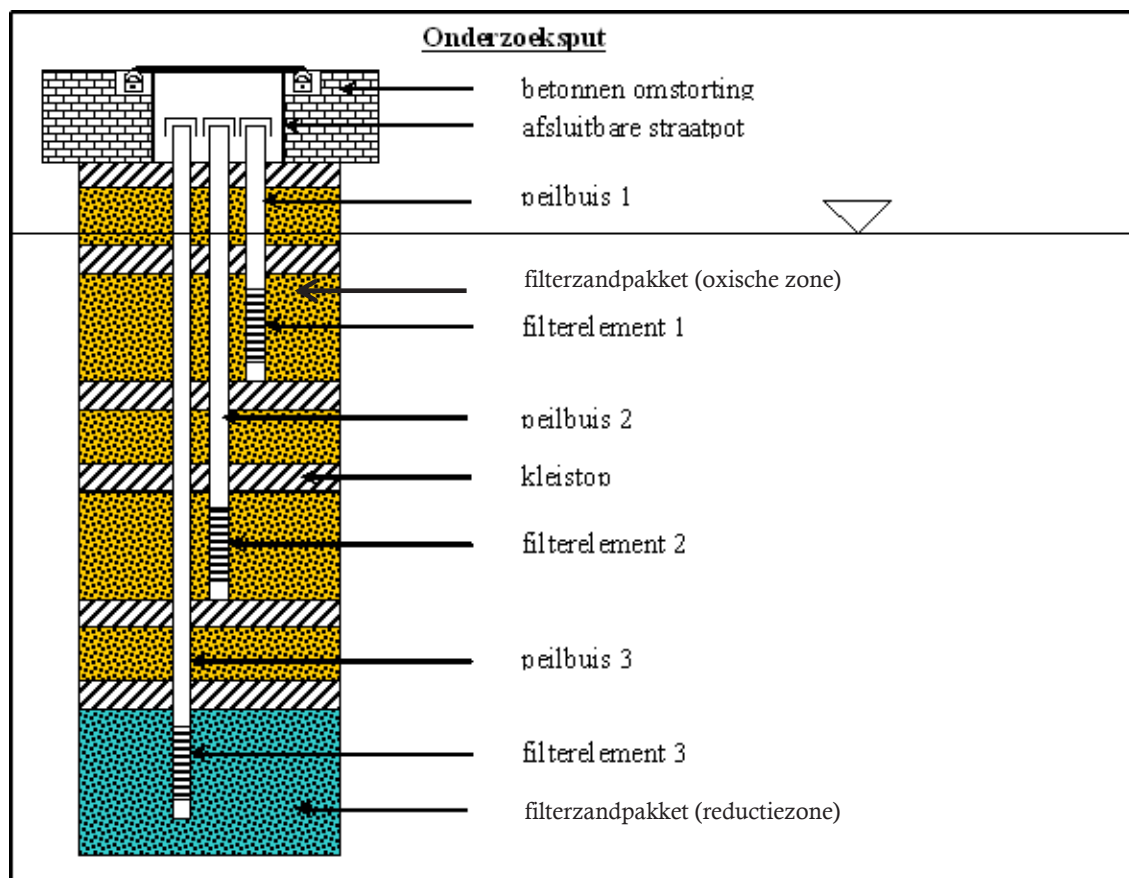 Onderzoeksput
betonnen omstorting
afsluitbare straatpot
peilbuis 1
filterzandpakket (oxische zone)
filterelement 1
peilbuis 2
kleistop
filterelement 2
peilbuis 3
filterelement 3
filterzandpakket (reductiezone)